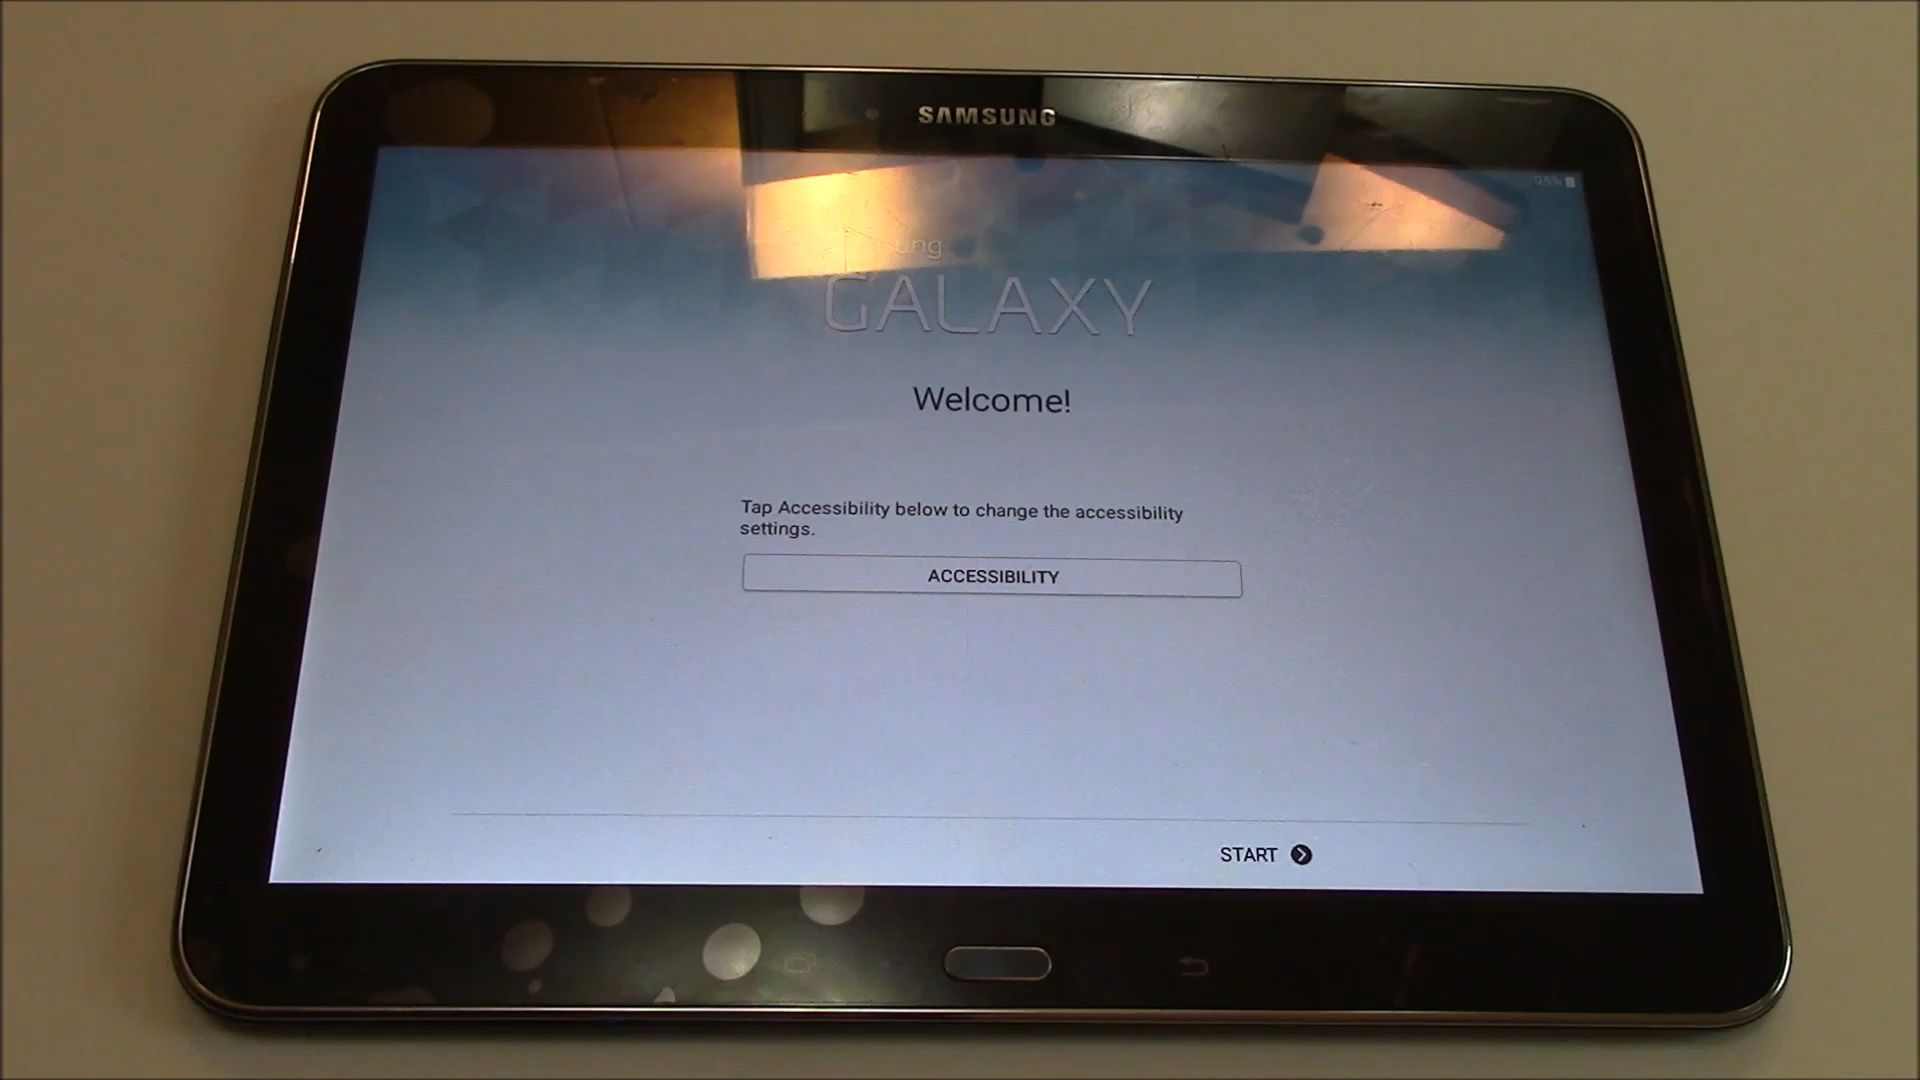 SAMSUNG
GALAXY
Welcome!
Tap Accessibility below to change the accessibility
settings.
ACCESSIBILITY
START